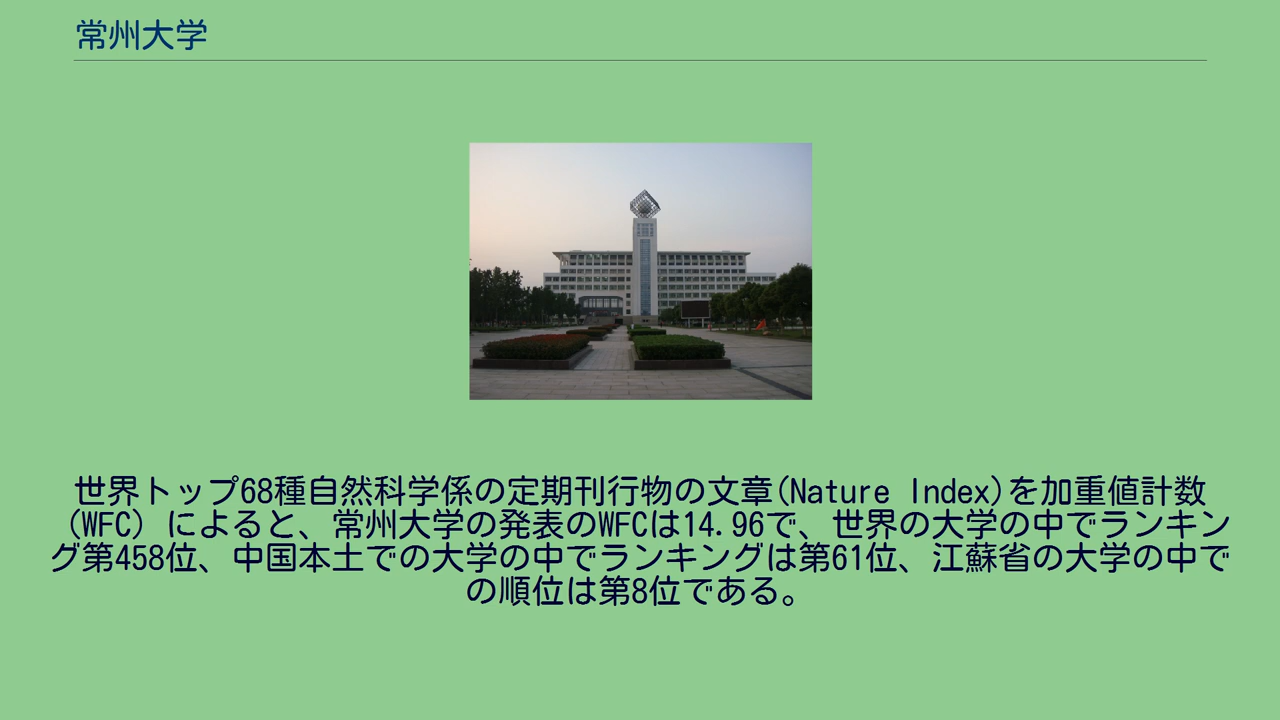 常州大学
世界トップ68種自然科学係の定期刊行物の文章(Nature Index)を加重値計数
(WFC) によると、常州大学の発表のWFCは14.96で、世界の大学の中でランキン
グ第458位、中国本土での大学の中でランキングは第61位、江蘇省の大学の中で
の順位は第8位である。